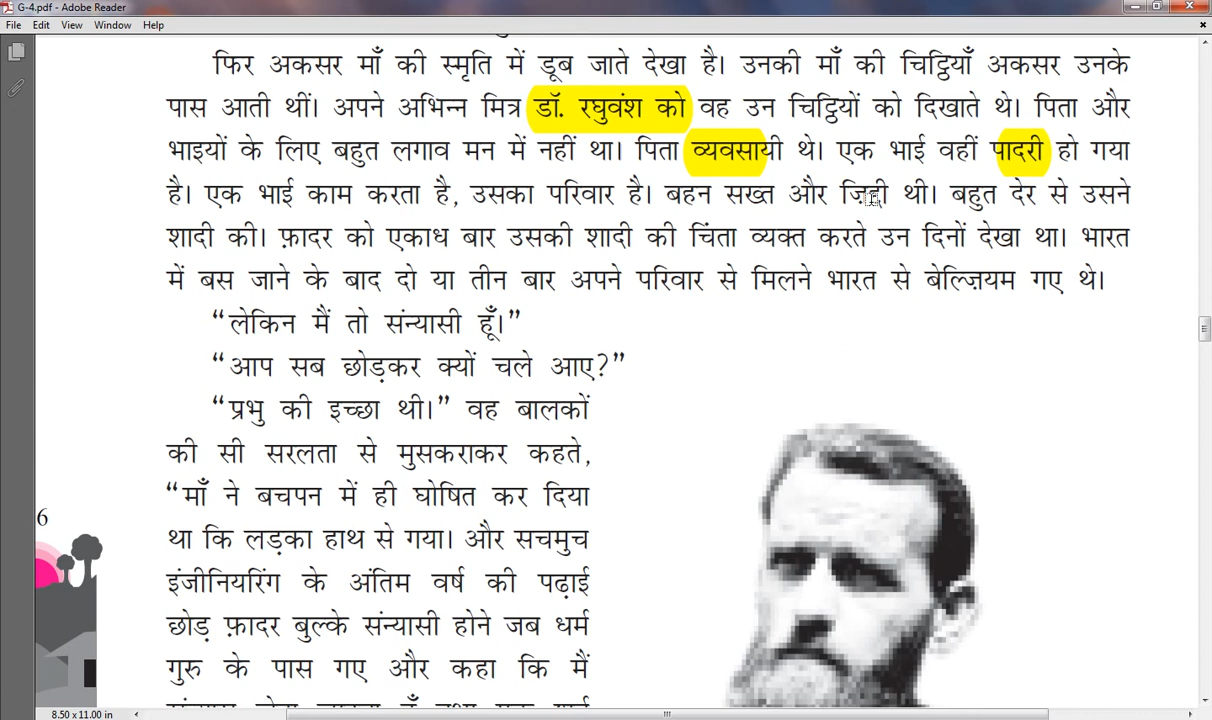 G-4.pdf - Adobe Reader
File Edit View Window Help
फिर अकसर माँ की स्मृति में डूब जाते देखा है। उनकी माँ की चिट्ठियाँ अकसर उनके
पास आती थीं। अपने अभिन्न मित्र डॉ. रघुवंश को वह उन चिट्ठियों को दिखाते थे। पिता और
भाइयों के लिए बहुत लगाव मन में नहीं था। पिता व्यवसायी थे। एक भाई वहीं पादरी हो गया
है। एक भाई काम करता है, उसका परिवार है। बहन सख्त और ज़िद्दी थी। बहुत देर से उसने
शादी की। फ़ादर को एकाध बार उसकी शादी की चिंता व्यक्त करते उन दिनों देखा था। भारत
में बस जाने के बाद दो या तीन बार अपने परिवार से मिलने भारत से बेल्ज़ियम गए थे।
“लेकिन मैं तो संन्यासी हूँ।”
“आप सब छोड़कर क्यों चले आए?”
“प्रभु की इच्छा थी।” वह बालकों
की सी सरलता से मुसकराकर कहते,
“माँ ने बचपन में ही घोषित कर दिया
था कि लड़का हाथ से गया। और सचमुच
इंजीनियरिंग के अंतिम वर्ष की पढ़ाई
छोड़ फ़ादर बुल्के संन्यासी होने जब धर्म
गुरु के पास गए और कहा कि मैं
6
8.50 x 11.00 in